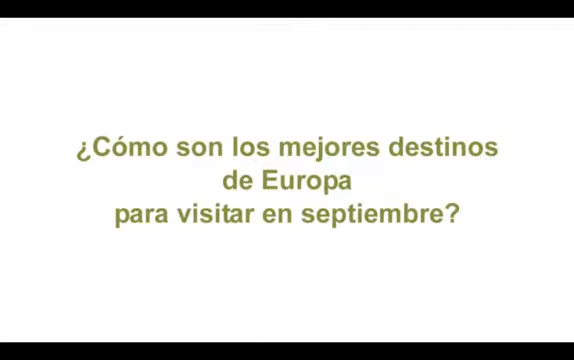 ¿Cómo son los mejores destinos
de Europa
para visitar en septiembre?